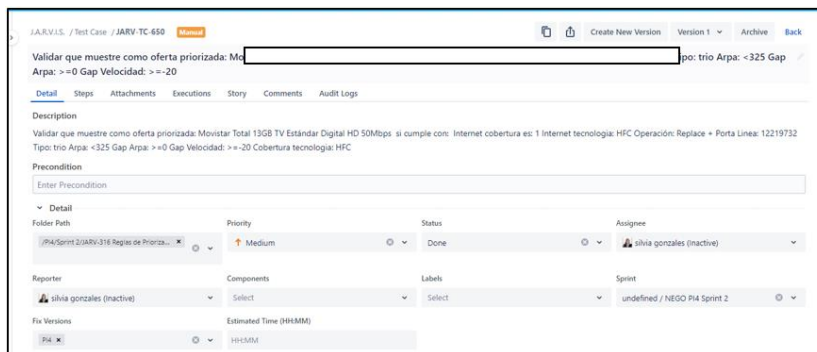 J.A.R.V.I.S. / Test Case / JARV-TC-650 Manual Create New Version Version 1 Archive Back
Validar que muestre como oferta priorizada: Mo ipo: trio Arpa: <325 Gap
Arpa: >=0 Gap Velocidad: >=-20
Detail Steps Attachments Executions Story Comments Audit Logs
Description
Validar que muestre como oferta priorizada: Movistar Total 13GB TV Estándar Digital HD 50Mbps si cumple con: Internet cobertura es: 1 Internet tecnologia: HFC Operación: Replace + Porta Linea: 12219732
Tipo: trio Arpa: <325 Gap Arpa: >=0 Gap Velocidad: >=-20 Cobertura tecnologia: HFC
Precondition
Enter Precondition
Detail
Folder Path Priority Status Assignee
/PI4/Sprint 2/JARV-316 Reglas de Prioriza... Medium Done silvia gonzales (Inactive)
Reporter Components Labels Sprint
silvia gonzales (Inactive) Select Select undefined / NEGO PI4 Sprint 2
Fix Versions Estimated Time (HH:MM)
PI4 HH:MM